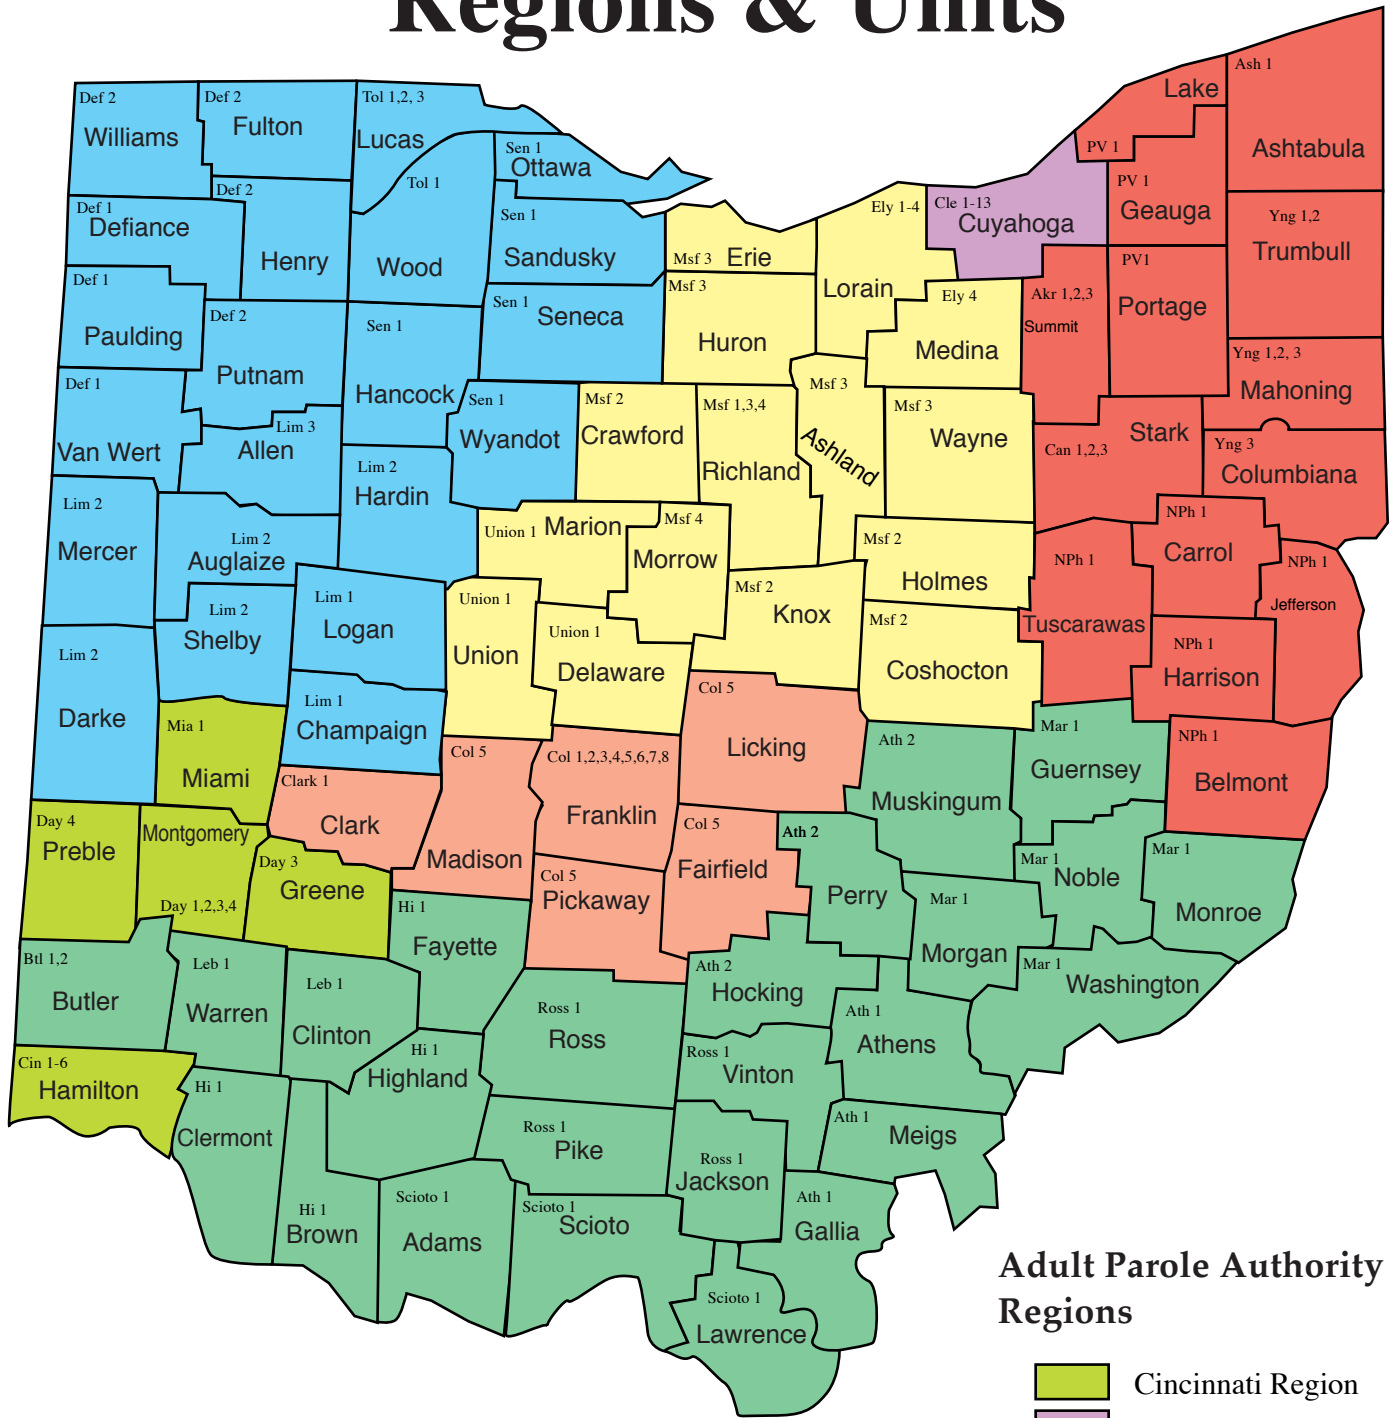 Regions & Units
Def 2
Williams
Def 2
Fulton
Tol 1,2, 3
Lucas
Sen 1
Ottawa
Tol 1
Wood
Def 2
Henry
Def 1
Defiance
Sen 1
Sandusky
Def 1
Paulding
Def 2
Putnam
Sen 1
Hancock
Sen 1
Seneca
Def 1
Van Wert
Lim 3
Allen
Sen 1
Wyandot
Lim 2
Hardin
Lim 2
Mercer
Lim 2
Auglaize
Lim 2
Shelby
Lim 1
Logan
Lim 2
Darke
Lim 1
Champaign
Msf 3
Erie
Msf 3
Huron
Ely 1-4
Lorain
Ely 4
Medina
Msf 2
Crawford
Msf 1,3,4
Richland
Msf 3
Ashland
Msf 3
Wayne
Union 1
Marion
Msf 4
Morrow
Msf 2
Holmes
Msf 2
Knox
Msf 2
Coshocton
Union 1
Union
Union 1
Delaware
Cle 1-13
Cuyahoga
Lake
PV 1
Ash 1
Ashtabula
PV 1
Geauga
Yng 1,2
Trumbull
Akr 1,2,3
Summit
PV1
Portage
Yng 1,2, 3
Mahoning
Can 1,2,3
Stark
Yng 3
Columbiana
NPh 1
Carrol
NPh 1
Jefferson
NPh 1
Tuscarawas
NPh 1
Harrison
NPh 1
Belmont
Mia 1
Miami
Clark 1
Clark
Col 5
Madison
Col 1,2,3,4,5,6,7,8
Franklin
Col 5
Licking
Col 5
Fairfield
Col 5
Pickaway
Day 4
Preble
Montgomery
Day 1,2,3,4
Day 3
Greene
Ath 2
Muskingum
Mar 1
Guernsey
Ath 2
Perry
Mar 1
Morgan
Mar 1
Noble
Mar 1
Monroe
Mar 1
Washington
Btl 1,2
Butler
Leb 1
Warren
Leb 1
Clinton
Hi 1
Fayette
Ross 1
Ross
Ath 2
Hocking
Ath 1
Athens
Cin 1-6
Hamilton
Hi 1
Clermont
Hi 1
Highland
Ross 1
Vinton
Ath 1
Meigs
Ross 1
Pike
Ross 1
Jackson
Hi 1
Brown
Scioto 1
Adams
Scioto 1
Scioto
Ath 1
Gallia
Scioto 1
Lawrence
Adult Parole Authority
Regions
Cincinnati Region